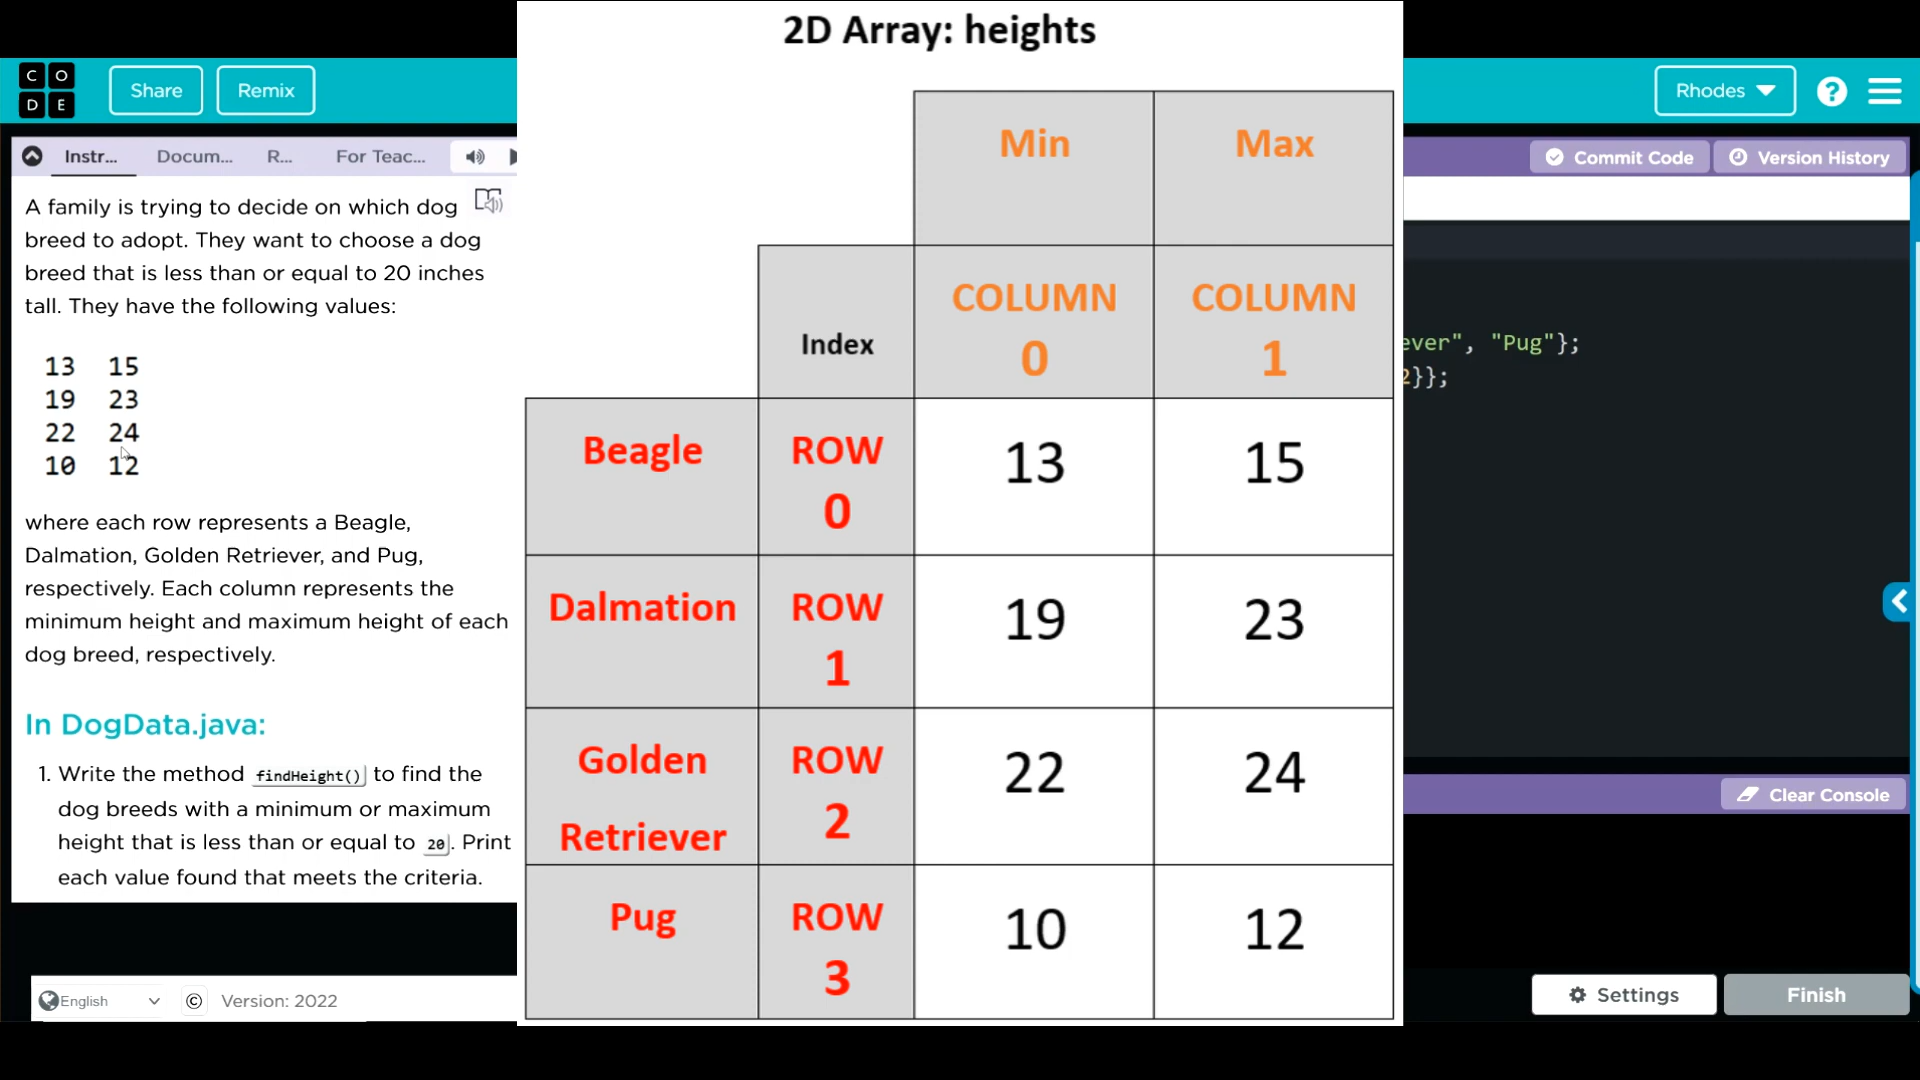 2D Array: heights
C O
D E
Share
Remix
Rhodes
?
Instr...
Docum...
R...
For Teac...
Commit Code
Version History
A family is trying to decide on which dog
breed to adopt. They want to choose a dog
breed that is less than or equal to 20 inches
tall. They have the following values:
13 15
19 23
22 24
10 12
where each row represents a Beagle,
Dalmation, Golden Retriever, and Pug,
respectively. Each column represents the
minimum height and maximum height of each
dog breed, respectively.
In DogData.java:
1. Write the method findHeight() to find the
dog breeds with a minimum or maximum
height that is less than or equal to 20. Print
each value found that meets the criteria.
English
©
Version: 2022
Min
Max
Index
COLUMN
0
COLUMN
1
Beagle
ROW
0
13
15
Dalmation
ROW
1
19
23
Golden
Retriever
ROW
2
22
24
Pug
ROW
3
10
12
ever", "Pug"};
2}};
Clear Console
Settings
Finish